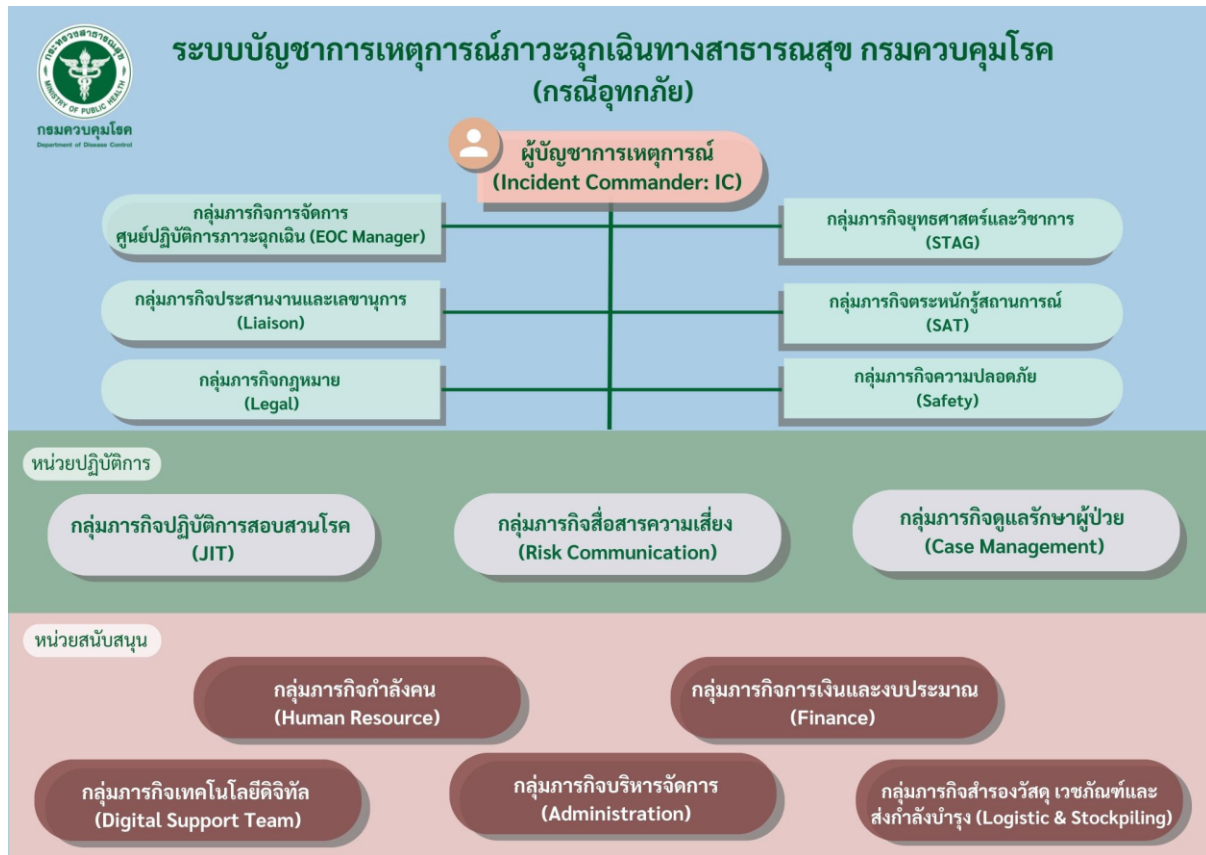 กระทรวงสาธารณสุข
MINISTRY OF PUBLIC HEALTH
กรมควบคุมโรค
Department of Disease Control
ระบบบัญชาการเหตุการณ์ภาวะฉุกเฉินทางสาธารณสุข กรมควบคุมโรค
(กรณีอุทกภัย)
ผู้บัญชาการเหตุการณ์
(Incident Commander: IC)
กลุ่มภารกิจการจัดการ
ศูนย์ปฏิบัติการภาวะฉุกเฉิน (EOC Manager)
กลุ่มภารกิจยุทธศาสตร์และวิชาการ
(STAG)
กลุ่มภารกิจประสานงานและเลขานุการ
(Liaison)
กลุ่มภารกิจตระหนักรู้สถานการณ์
(SAT)
กลุ่มภารกิจกฎหมาย
(Legal)
กลุ่มภารกิจความปลอดภัย
(Safety)
หน่วยปฏิบัติการ
กลุ่มภารกิจปฏิบัติการสอบสวนโรค
(JIT)
กลุ่มภารกิจสื่อสารความเสี่ยง
(Risk Communication)
กลุ่มภารกิจดูแลรักษาผู้ป่วย
(Case Management)
หน่วยสนับสนุน
กลุ่มภารกิจกำลังคน
(Human Resource)
กลุ่มภารกิจการเงินและงบประมาณ
(Finance)
กลุ่มภารกิจเทคโนโลยีดิจิทัล
(Digital Support Team)
กลุ่มภารกิจบริหารจัดการ
(Administration)
กลุ่มภารกิจสำรองวัสดุ เวชภัณฑ์และ
ส่งกำลังบำรุง (Logistic & Stockpiling)